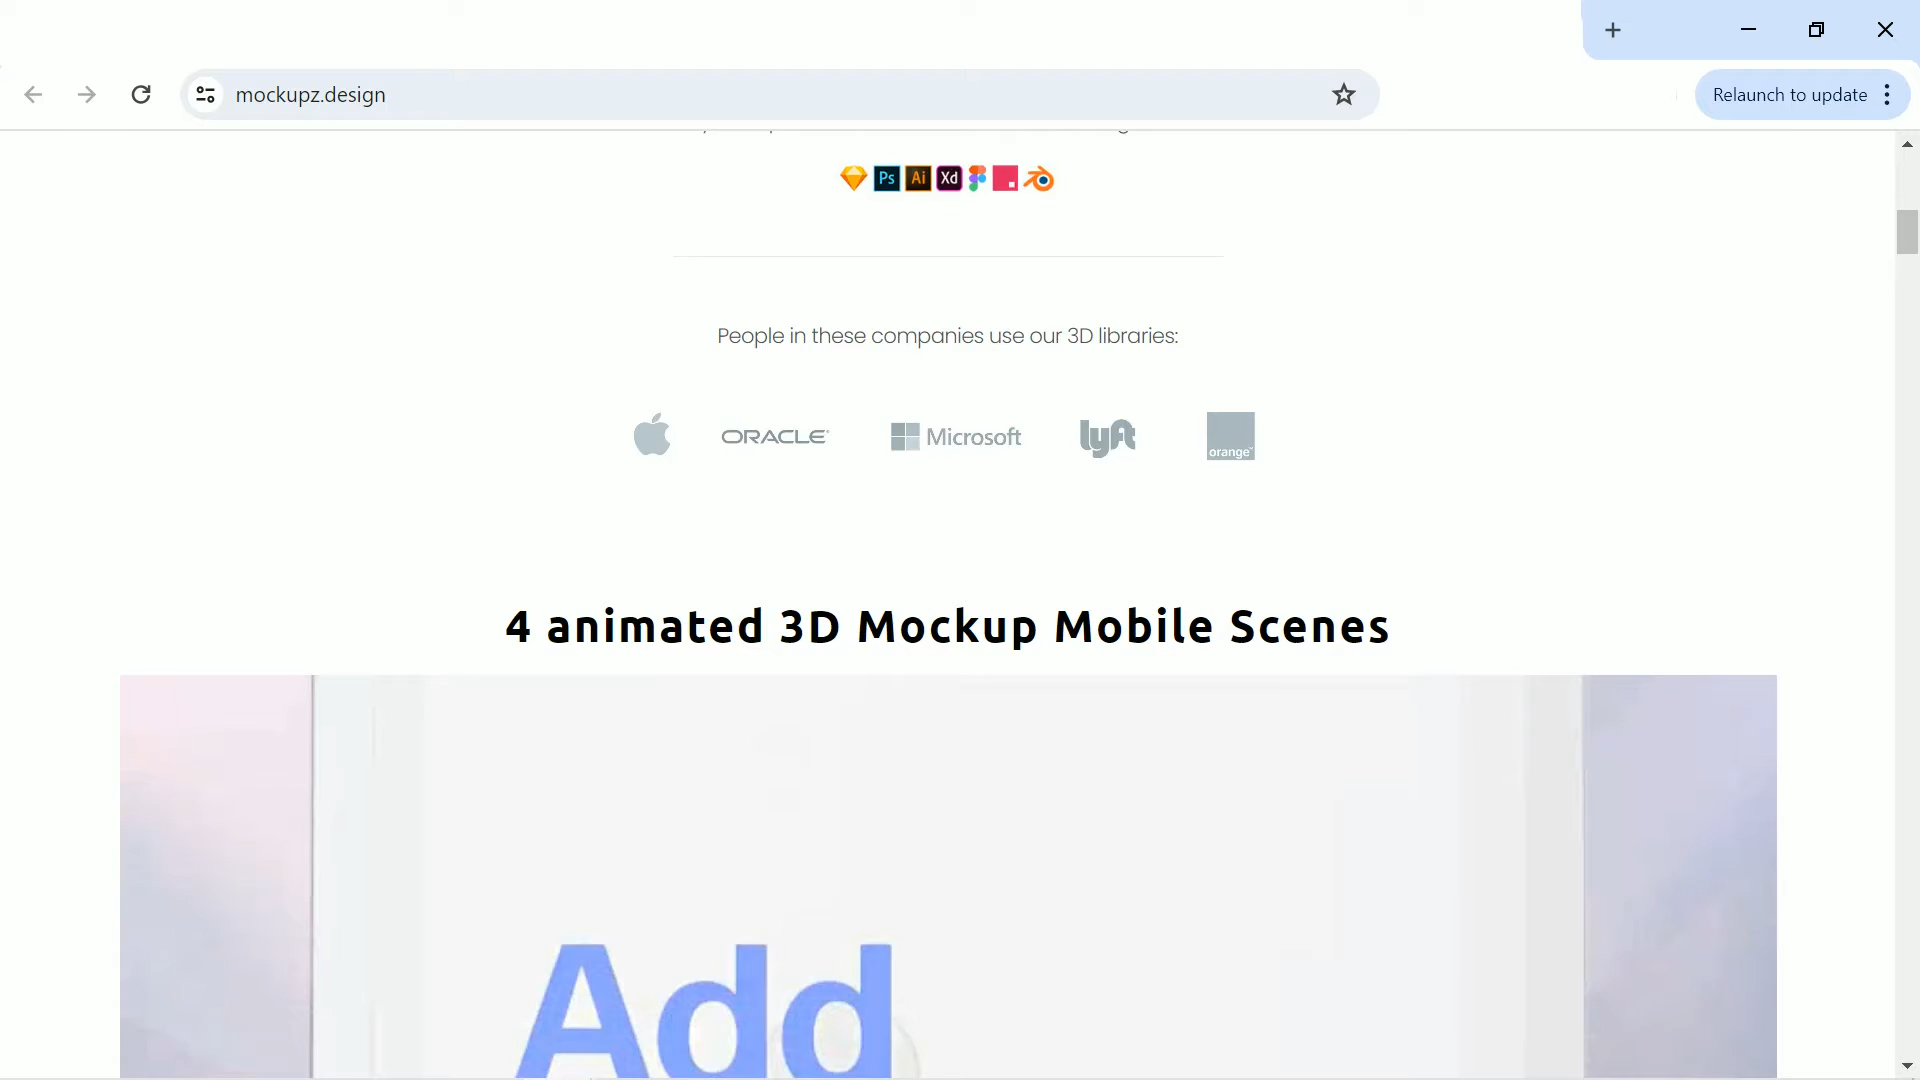 mockupz.design
Relaunch to update
Ps Ai Xd
People in these companies use our 3D libraries:
ORACLE Microsoft lyft orange™
4 animated 3D Mockup Mobile Scenes
Add